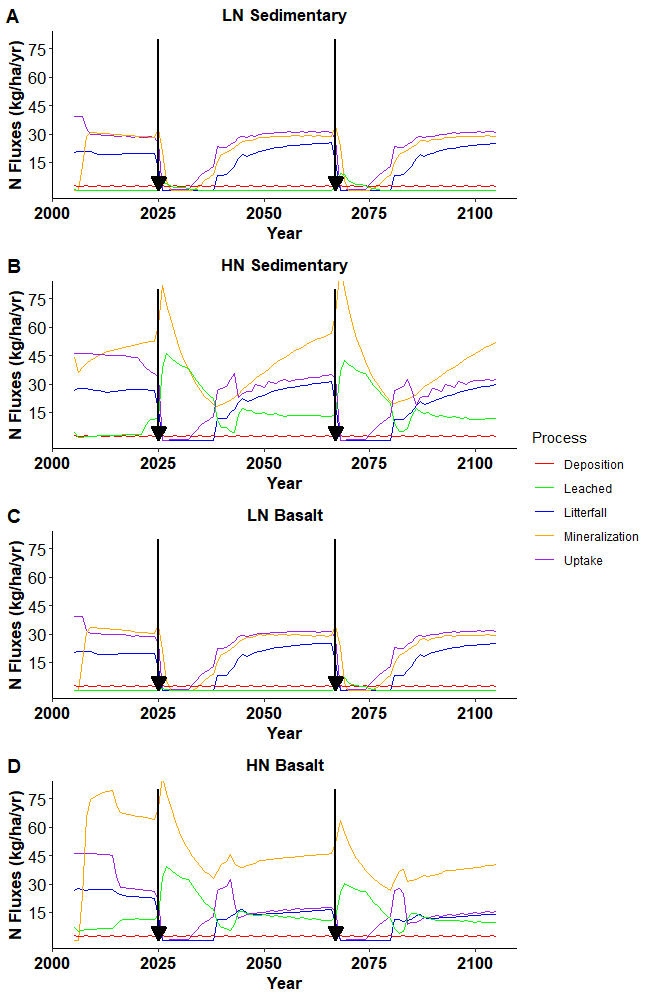 A
LN Sedimentary
N Fluxes (kg/ha/yr)
75
60
45
30
15
2000 2025 2050 2075 2100
Year
B
HN Sedimentary
N Fluxes (kg/ha/yr)
75
60
45
30
15
2000 2025 2050 2075 2100
Year
Process
Deposition
Leached
Litterfall
Mineralization
Uptake
C
LN Basalt
N Fluxes (kg/ha/yr)
75
60
45
30
15
2000 2025 2050 2075 2100
Year
D
HN Basalt
N Fluxes (kg/ha/yr)
75
60
45
30
15
2000 2025 2050 2075 2100
Year